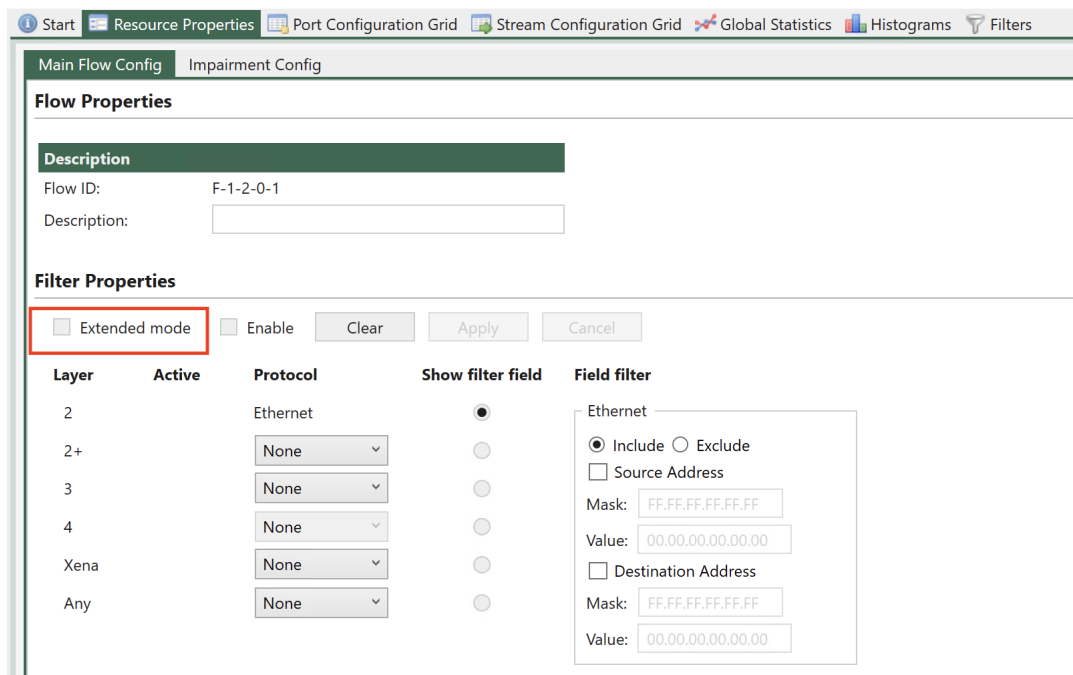 Start Resource Properties Port Configuration Grid Stream Configuration Grid Global Statistics Histograms Filters
Main Flow Config Impairment Config
Flow Properties
Description
Flow ID: F-1-2-0-1
Description:
Filter Properties
Extended mode Enable Clear Apply Cancel
Layer Active Protocol Show filter field Field filter
2 Ethernet
Ethernet
Include Exclude
2+ None
Source Address
3 None
Mask: FF.FF.FF.FF.FF.FF
4 None
Value: 00.00.00.00.00.00
Xena None
Destination Address
Any None
Mask: FF.FF.FF.FF.FF.FF
Value: 00.00.00.00.00.00